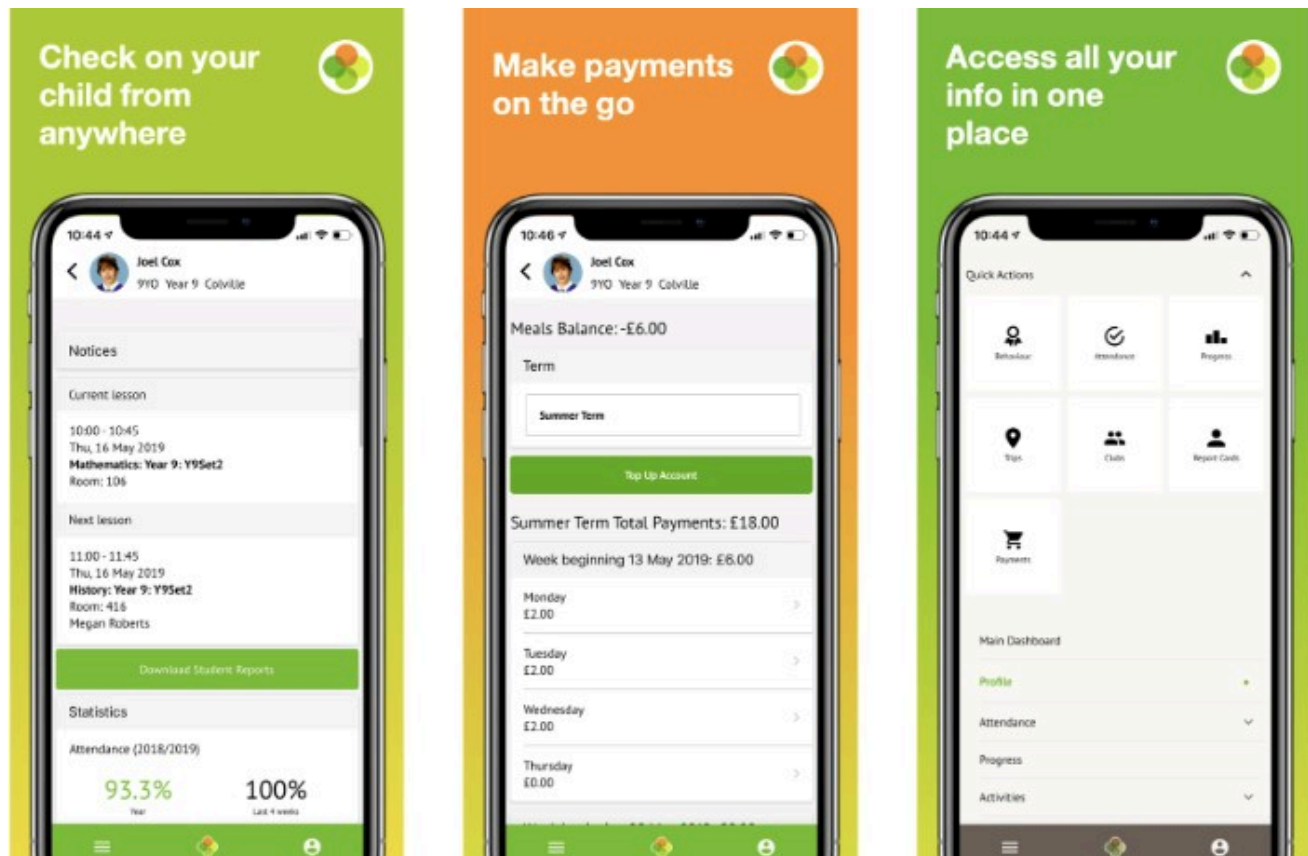 Check on your
child from
anywhere
10:44
Joel Cox
9YO Year 9 Colville
Notices
Current lesson
10:00 - 10:45
Thu, 16 May 2019
Mathematics: Year 9: Y9Set2
Room: 106
Next lesson
11:00 - 11:45
Thu, 16 May 2019
History: Year 9: Y9Set2
Room: 416
Megan Roberts
Download Student Reports
Statistics
Attendance (2018/2019)
93.3% 100%
Year Last 4 weeks
Make payments
on the go
10:46
Joel Cox
9YO Year 9 Colville
Meals Balance: -£6.00
Term
Summer Term
Top Up Account
Summer Term Total Payments: £18.00
Week beginning 13 May 2019: £6.00
Monday
£2.00
Tuesday
£2.00
Wednesday
£2.00
Thursday
£0.00
Access all your
info in one
place
10:44
Quick Actions
Behaviour Attendance Progress
Trips Clubs Report Cards
Payments
Main Dashboard
Profile
Attendance
Progress
Activities